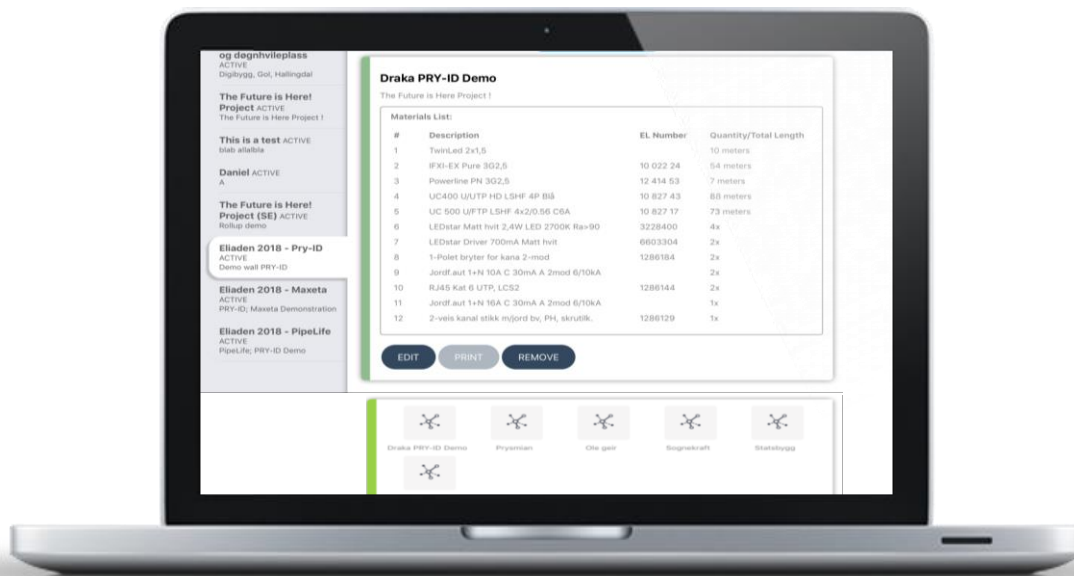 og døgnhvileplass
ACTIVE
Digibygg, Gol, Hallingdal
The Future is Here!
Project ACTIVE
The Future is Here Project !
This is a test ACTIVE
blab allalbla
Daniel ACTIVE
A
The Future is Here!
Project (SE) ACTIVE
Rollup demo
Eliaden 2018 - Pry-ID
ACTIVE
Demo wall PRY-ID
Eliaden 2018 - Maxeta
ACTIVE
PRY-ID; Maxeta Demonstration
Eliaden 2018 - PipeLife
ACTIVE
PipeLife; PRY-ID Demo
Draka PRY-ID Demo
The Future is Here Project !
Materials List:
# Description EL Number Quantity/Total Length
1 TwinLed 2x1,5 10 meters
2 IFXI-EX Pure 3G2,5 10 022 24 54 meters
3 Powerline PN 3G2,5 12 414 53 7 meters
4 UC400 U/UTP HD LSHF 4P Blå 10 827 43 88 meters
5 UC 500 U/FTP LSHF 4x2/0.56 C6A 10 827 17 73 meters
6 LEDstar Matt hvit 2,4W LED 2700K Ra>90 3228400 4x
7 LEDstar Driver 700mA Matt hvit 6603304 2x
8 1-Polet bryter for kana 2-mod 1286184 2x
9 Jordf.aut 1+N 10A C 30mA A 2mod 6/10kA 2x
10 RJ45 Kat 6 UTP, LCS2 1286144 2x
11 Jordf.aut 1+N 16A C 30mA A 2mod 6/10kA 1x
12 2-veis kanal stikk m/jord bv, PH, skrutilk. 1286129 1x
EDIT PRINT REMOVE
Draka PRY-ID Demo Prysmian Ole geir Sognekraft Statsbygg